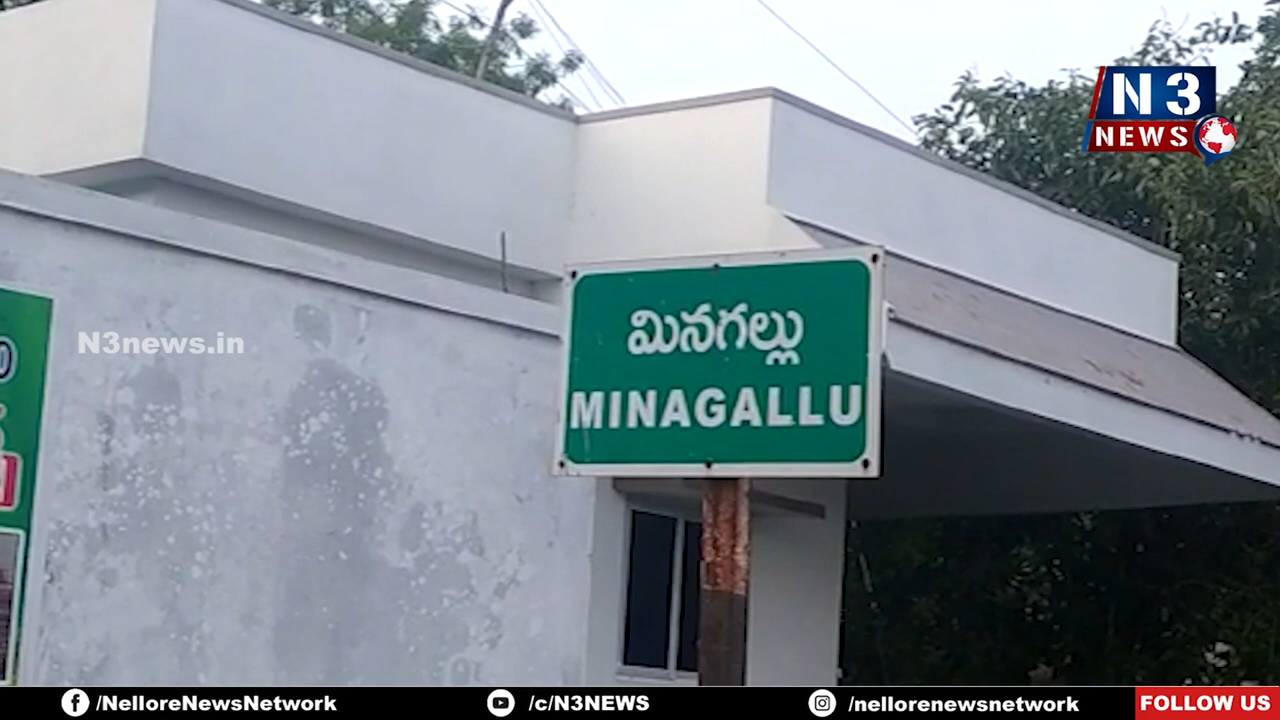 N3
NEWS
N3news.in
మినగల్లు
MINAGALLU
/NelloreNewsNetwork
/c/N3NEWS
/nellorenewsnetwork
FOLLOW US